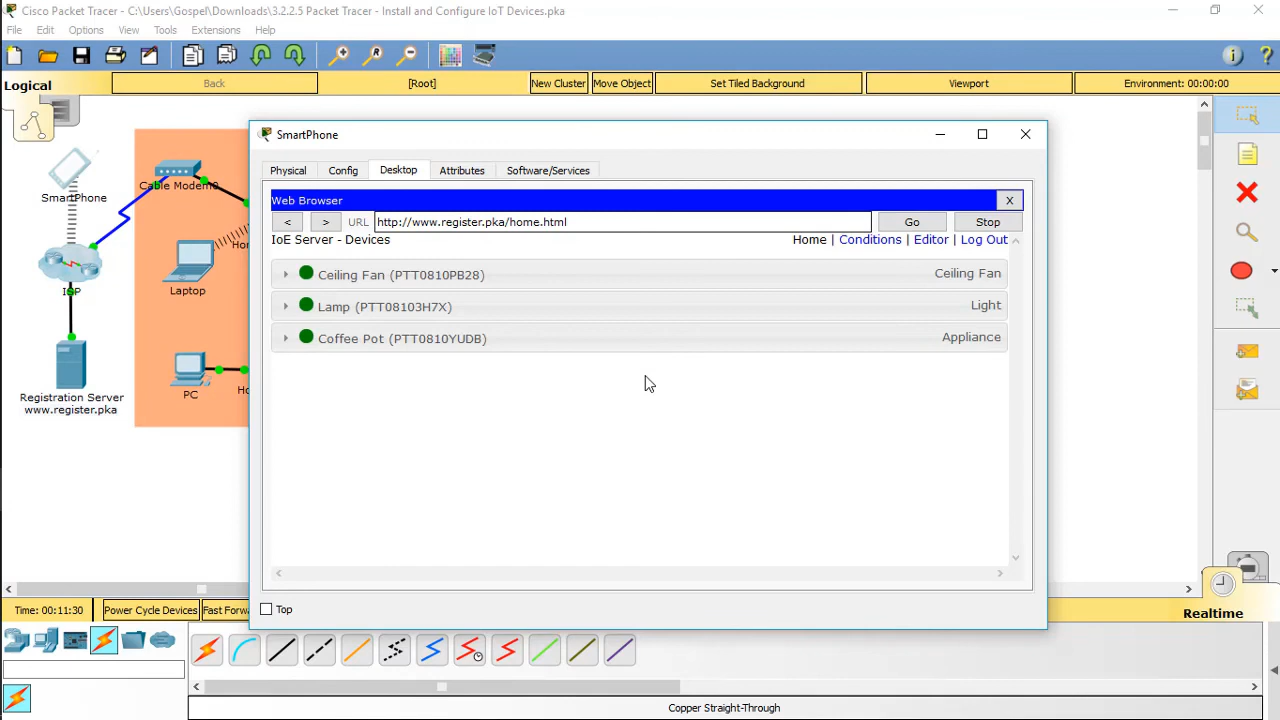 Cisco Packet Tracer - C:\Users\Gospel\Downloads\3.2.2.5 Packet Tracer - Install and Configure IoT Devices.pka
File Edit Options View Tools Extensions Help
Logical
Back
[Root]
New Cluster
Move Object
Set Tiled Background
Viewport
Environment: 00:00:00
SmartPhone
Cable Modem0
Laptop
ISP
Registration Server
www.register.pka
PC
SmartPhone
Physical Config Desktop Attributes Software/Services
Web Browser
X
< > URL http://www.register.pka/home.html Go Stop
IoE Server - Devices
Home | Conditions | Editor | Log Out
Ceiling Fan (PTT0810PB28) Ceiling Fan
Lamp (PTT08103H7X) Light
Coffee Pot (PTT0810YUDB) Appliance
Top
Time: 00:11:30
Power Cycle Devices
Fast Forw
Realtime
Copper Straight-Through